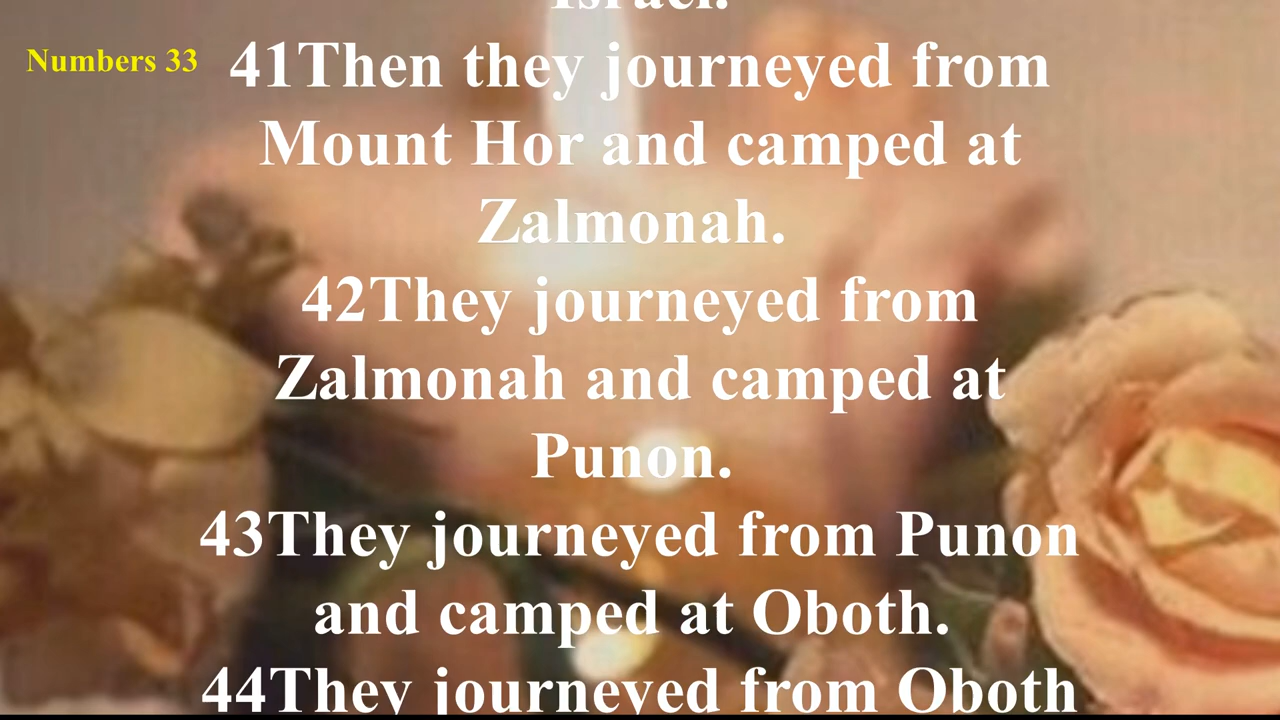 Israel.
Numbers 33
41Then they journeyed from
Mount Hor and camped at
Zalmonah.
42They journeyed from
Zalmonah and camped at
Punon.
43They journeyed from Punon
and camped at Oboth.
44They journeyed from Oboth